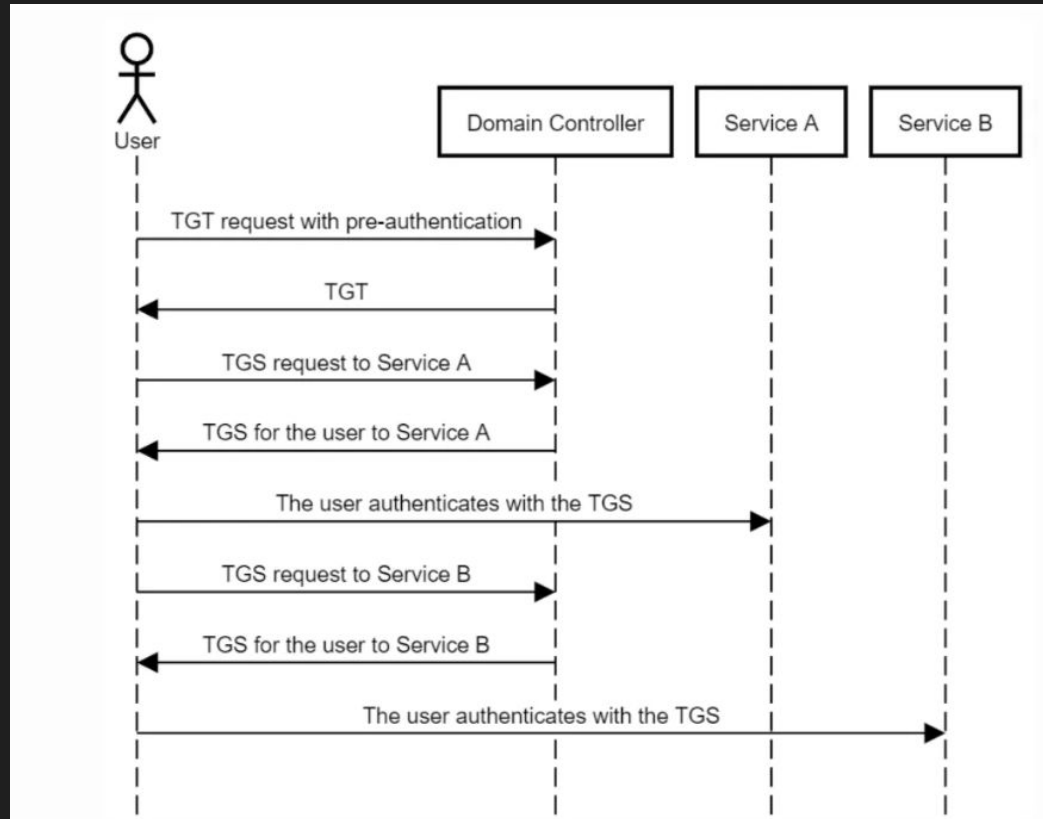 User
Domain Controller
Service A
Service B
TGT request with pre-authentication
TGT
TGS request to Service A
TGS for the user to Service A
The user authenticates with the TGS
TGS request to Service B
TGS for the user to Service B
The user authenticates with the TGS